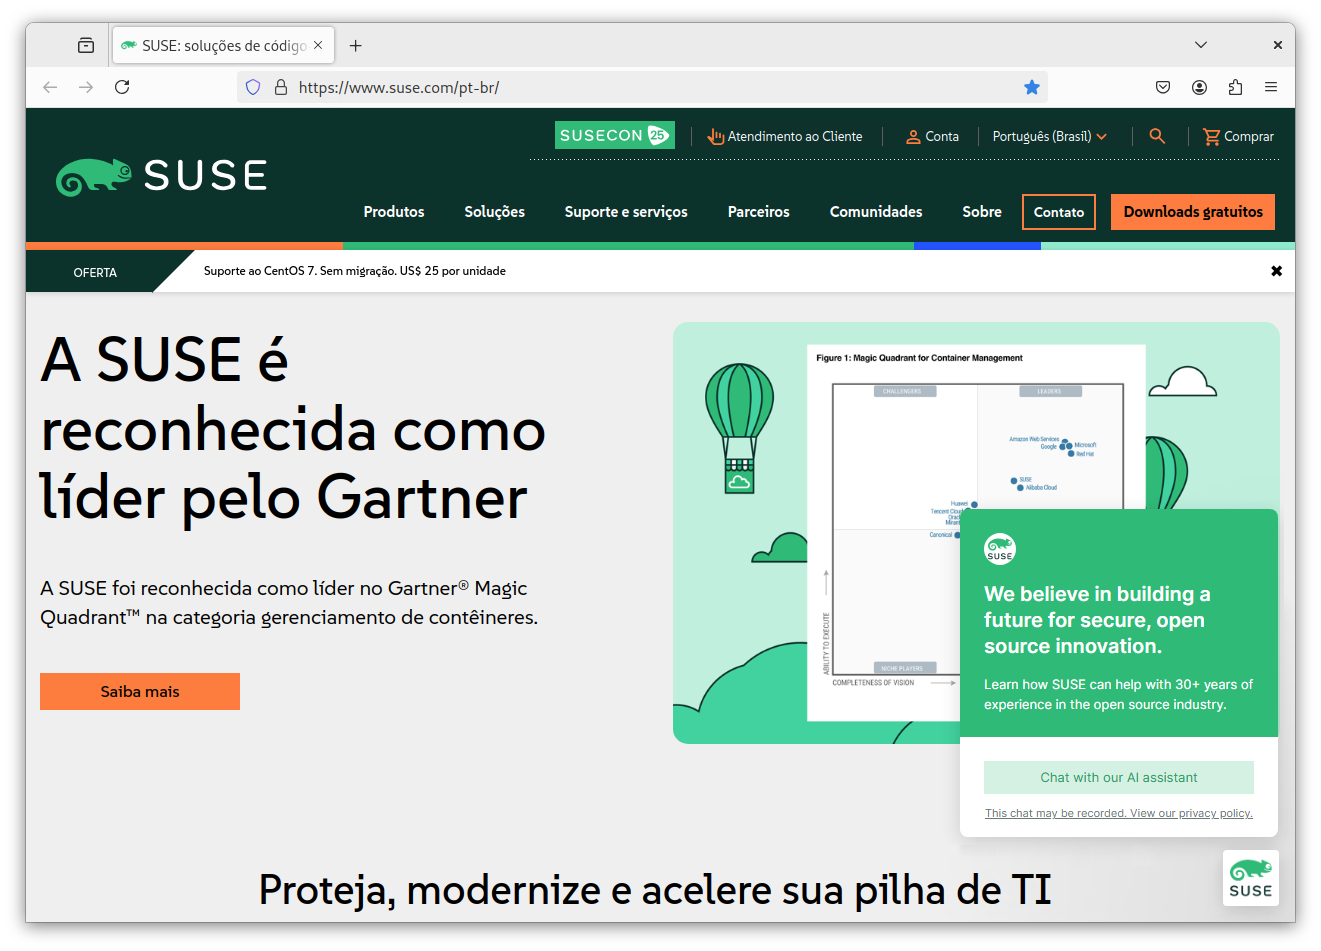 SUSE: soluções de código
https://www.suse.com/pt-br/
SUSECON 25
Atendimento ao Cliente
Conta
Português (Brasil)
Comprar
SUSE
Produtos
Soluções
Suporte e serviços
Parceiros
Comunidades
Sobre
Contato
Downloads gratuitos
OFERTA
Suporte ao CentOS 7. Sem migração. US$ 25 por unidade
A SUSE é
reconhecida como
líder pelo Gartner
A SUSE foi reconhecida como líder no Gartner® Magic
Quadrant™ na categoria gerenciamento de contêineres.
Saiba mais
Figure 1: Magic Quadrant for Container Management
CHALLENGERS
LEADERS
Amazon Web Services
Google
Microsoft
Red Hat
SUSE
Alibaba Cloud
Huawei
Tencent Cloud
Canonical
ABILITY TO EXECUTE
NICHE PLAYERS
COMPLETENESS OF VISION
SUSE
We believe in building a
future for secure, open
source innovation.
Learn how SUSE can help with 30+ years of
experience in the open source industry.
Chat with our AI assistant
This chat may be recorded. View our privacy policy.
Proteja, modernize e acelere sua pilha de TI
SUSE